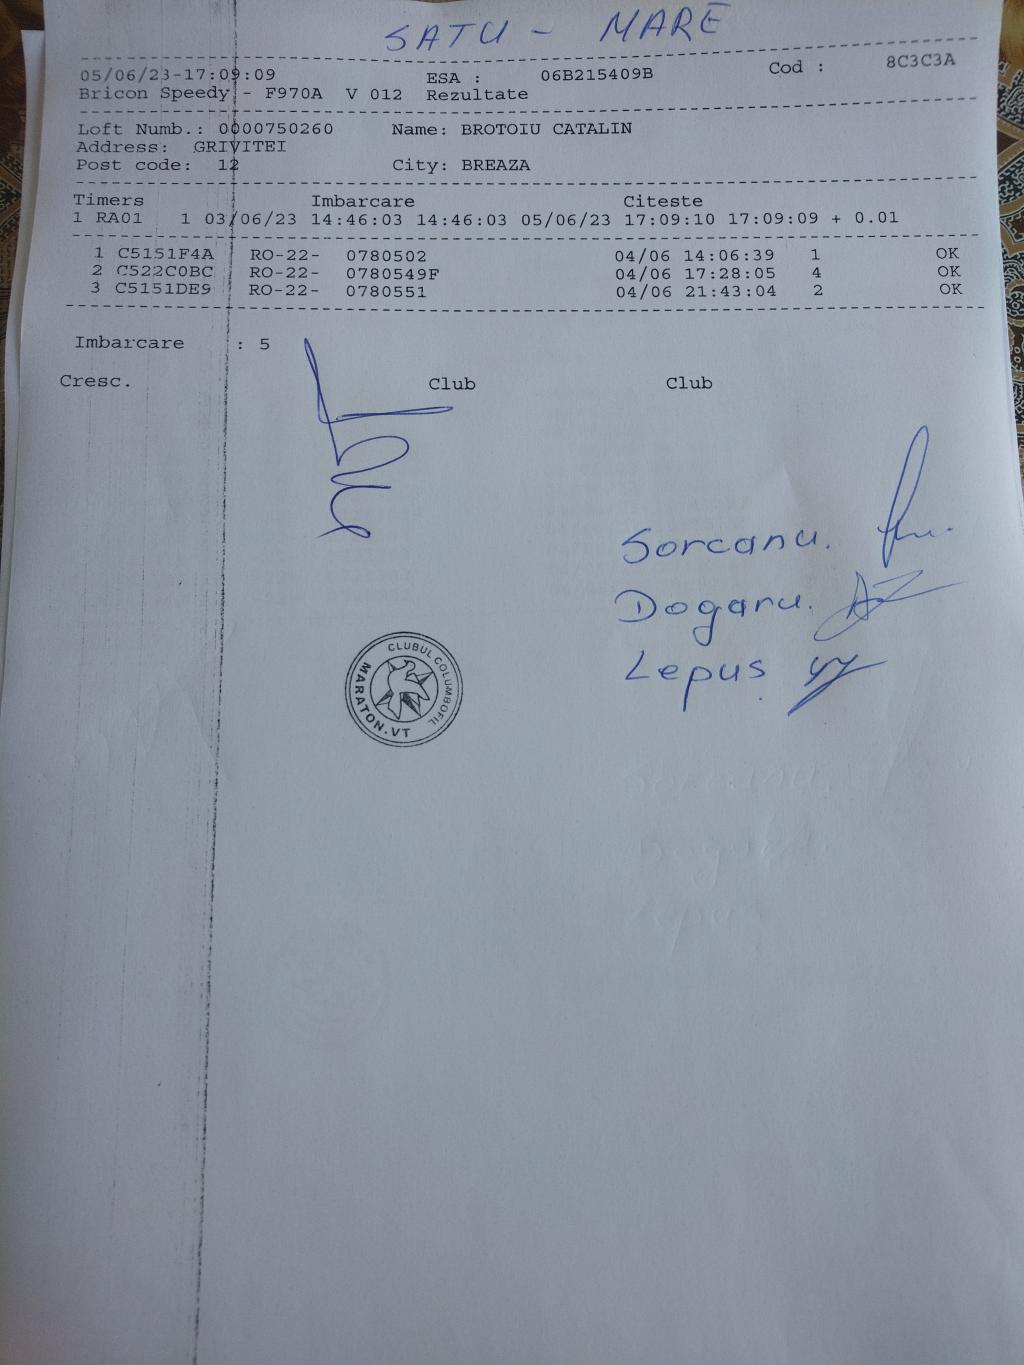 SATU - MARE
05/06/23-17:09:09 ESA : 06B215409B Cod : 8C3C3A
Bricon Speedy - F970A V 012 Rezultate
Loft Numb.: 0000750260 Name: BROTOIU CATALIN
Address: GRIVITEI
Post code: 12 City: BREAZA
Timers Imbarcare Citeste
1 RA01 1 03/06/23 14:46:03 14:46:03 05/06/23 17:09:10 17:09:09 + 0.01
1 C5151F4A RO-22- 0780502 04/06 14:06:39 1 OK
2 C522C0BC RO-22- 0780549F 04/06 17:28:05 4 OK
3 C5151DE9 RO-22- 0780551 04/06 21:43:04 2 OK
Imbarcare : 5
Cresc. Club Club
Sorcanu.
Dogaru.
Lepus
CLUBUL COLUMBOFIL
MARATON.VT